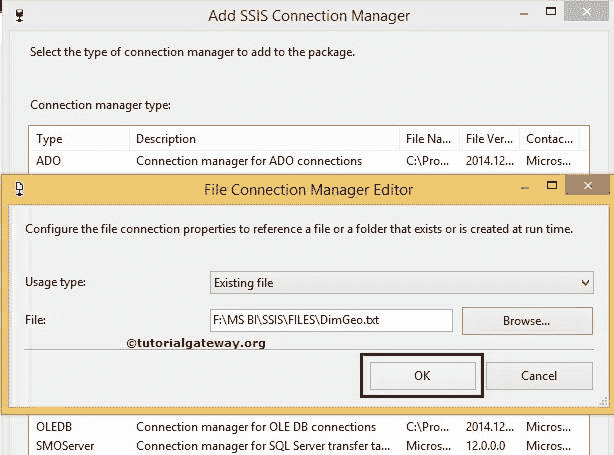 Add SSIS Connection Manager
Select the type of connection manager to add to the package.
Connection manager type:
Type Description File Na... File Ver... Contac...
ADO Connection manager for ADO connections C:\Pro... 2014.12... Micros...
File Connection Manager Editor
Configure the file connection properties to reference a file or a folder that exists or is created at run time.
Usage type: Existing file
File: F:\MS BI\SSIS\FILES\DimGeo.txt Browse...
©tutorialgateway.org
OK Cancel
OLEDB Connection manager for OLE DB connections C:\Pro... 2014.12... Micros...
SMOServer Connection manager for SQL Server transfer ta... Micros... 12.0.0.0 Micros...